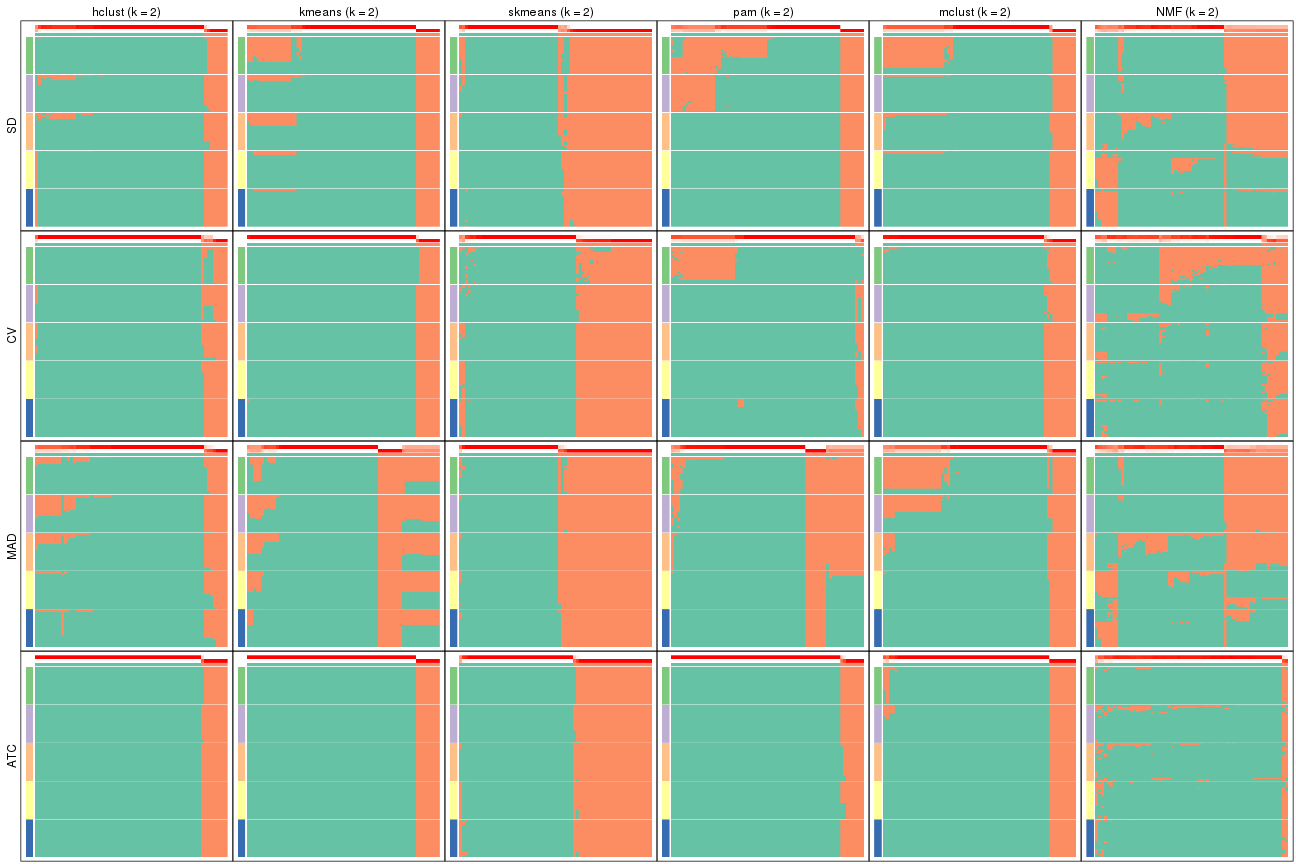 hclust (k = 2)
kmeans (k = 2)
skmeans (k = 2)
pam (k = 2)
mclust (k = 2)
NMF (k = 2)
SD
CV
MAD
ATC